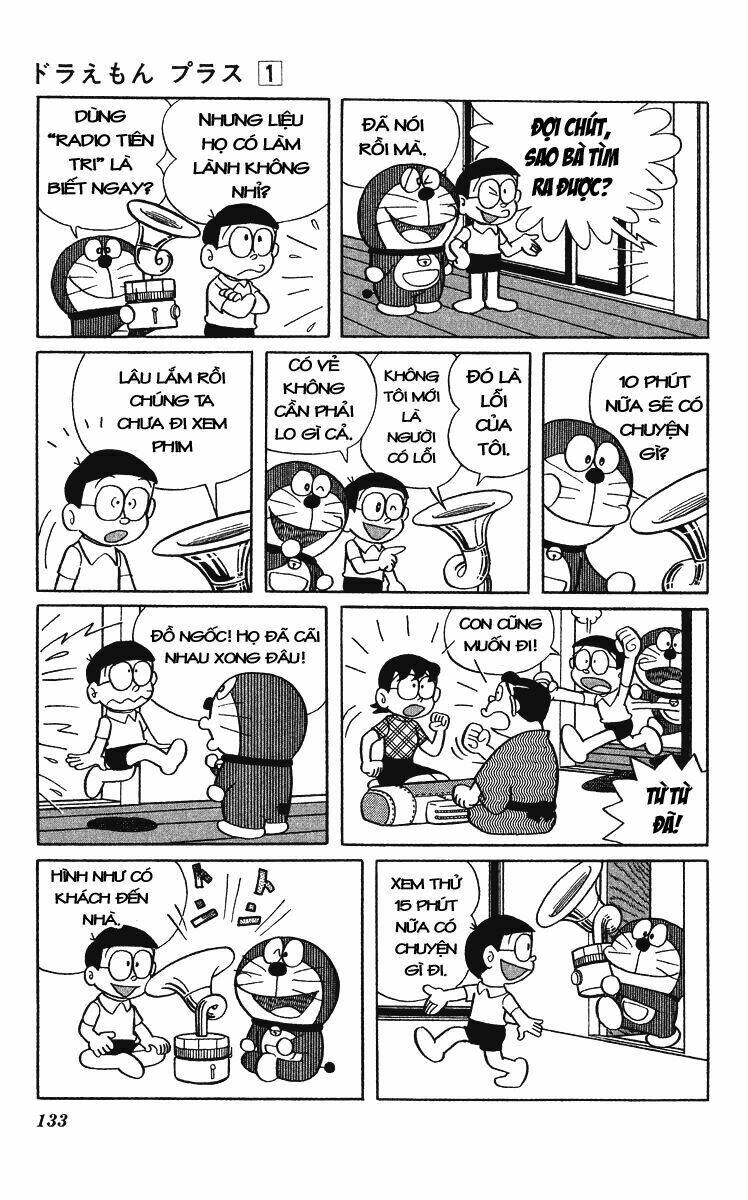 ドラえもん プラス 1
ĐỢI CHÚT,
SAO BÀ TÌM
RA ĐƯỢC?
ĐÃ NÓI
RỒI MÀ.
NHƯNG LIỆU
HỌ CÓ LÀM
LÀNH KHÔNG
NHỈ?
DÙNG
"RADIO TIÊN
TRI" LÀ
BIẾT NGAY?
10 PHÚT
NỮA SẼ CÓ
CHUYỆN
GÌ?
ĐÓ LÀ
LỖI
CỦA
TÔI.
KHÔNG,
TÔI MỚI
LÀ
NGƯỜI
CÓ LỖI
CÓ VẺ
KHÔNG
CẦN PHẢI
LO GÌ CẢ.
LÂU LẮM RỒI
CHÚNG TA
CHƯA ĐI XEM
PHIM
CON CŨNG
MUỐN ĐI!
TỪ TỪ
ĐÃ!
ĐỒ NGỐC! HỌ ĐÃ CÃI
NHAU XONG ĐÂU!
XEM THỬ
15 PHÚT
NỮA CÓ
CHUYỆN
GÌ ĐI.
HÌNH NHƯ CÓ
KHÁCH ĐẾN
NHÀ.
133